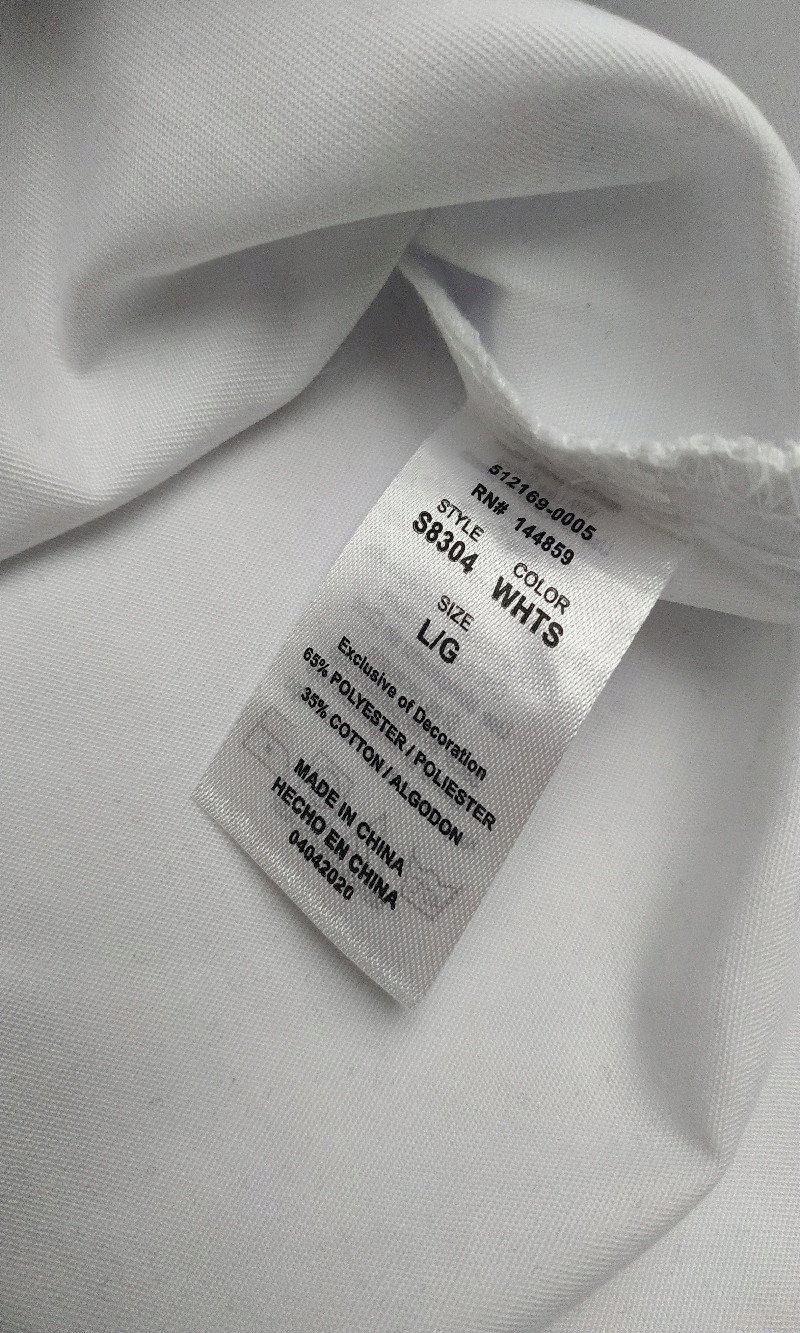 512169-0005
RN# 144859
STYLE COLOR
S8304 WHTS
SIZE
L/G
Exclusive of Decoration
65% POLYESTER / POLIESTER
35% COTTON / ALGODON
MADE IN CHINA
HECHO EN CHINA
04042020